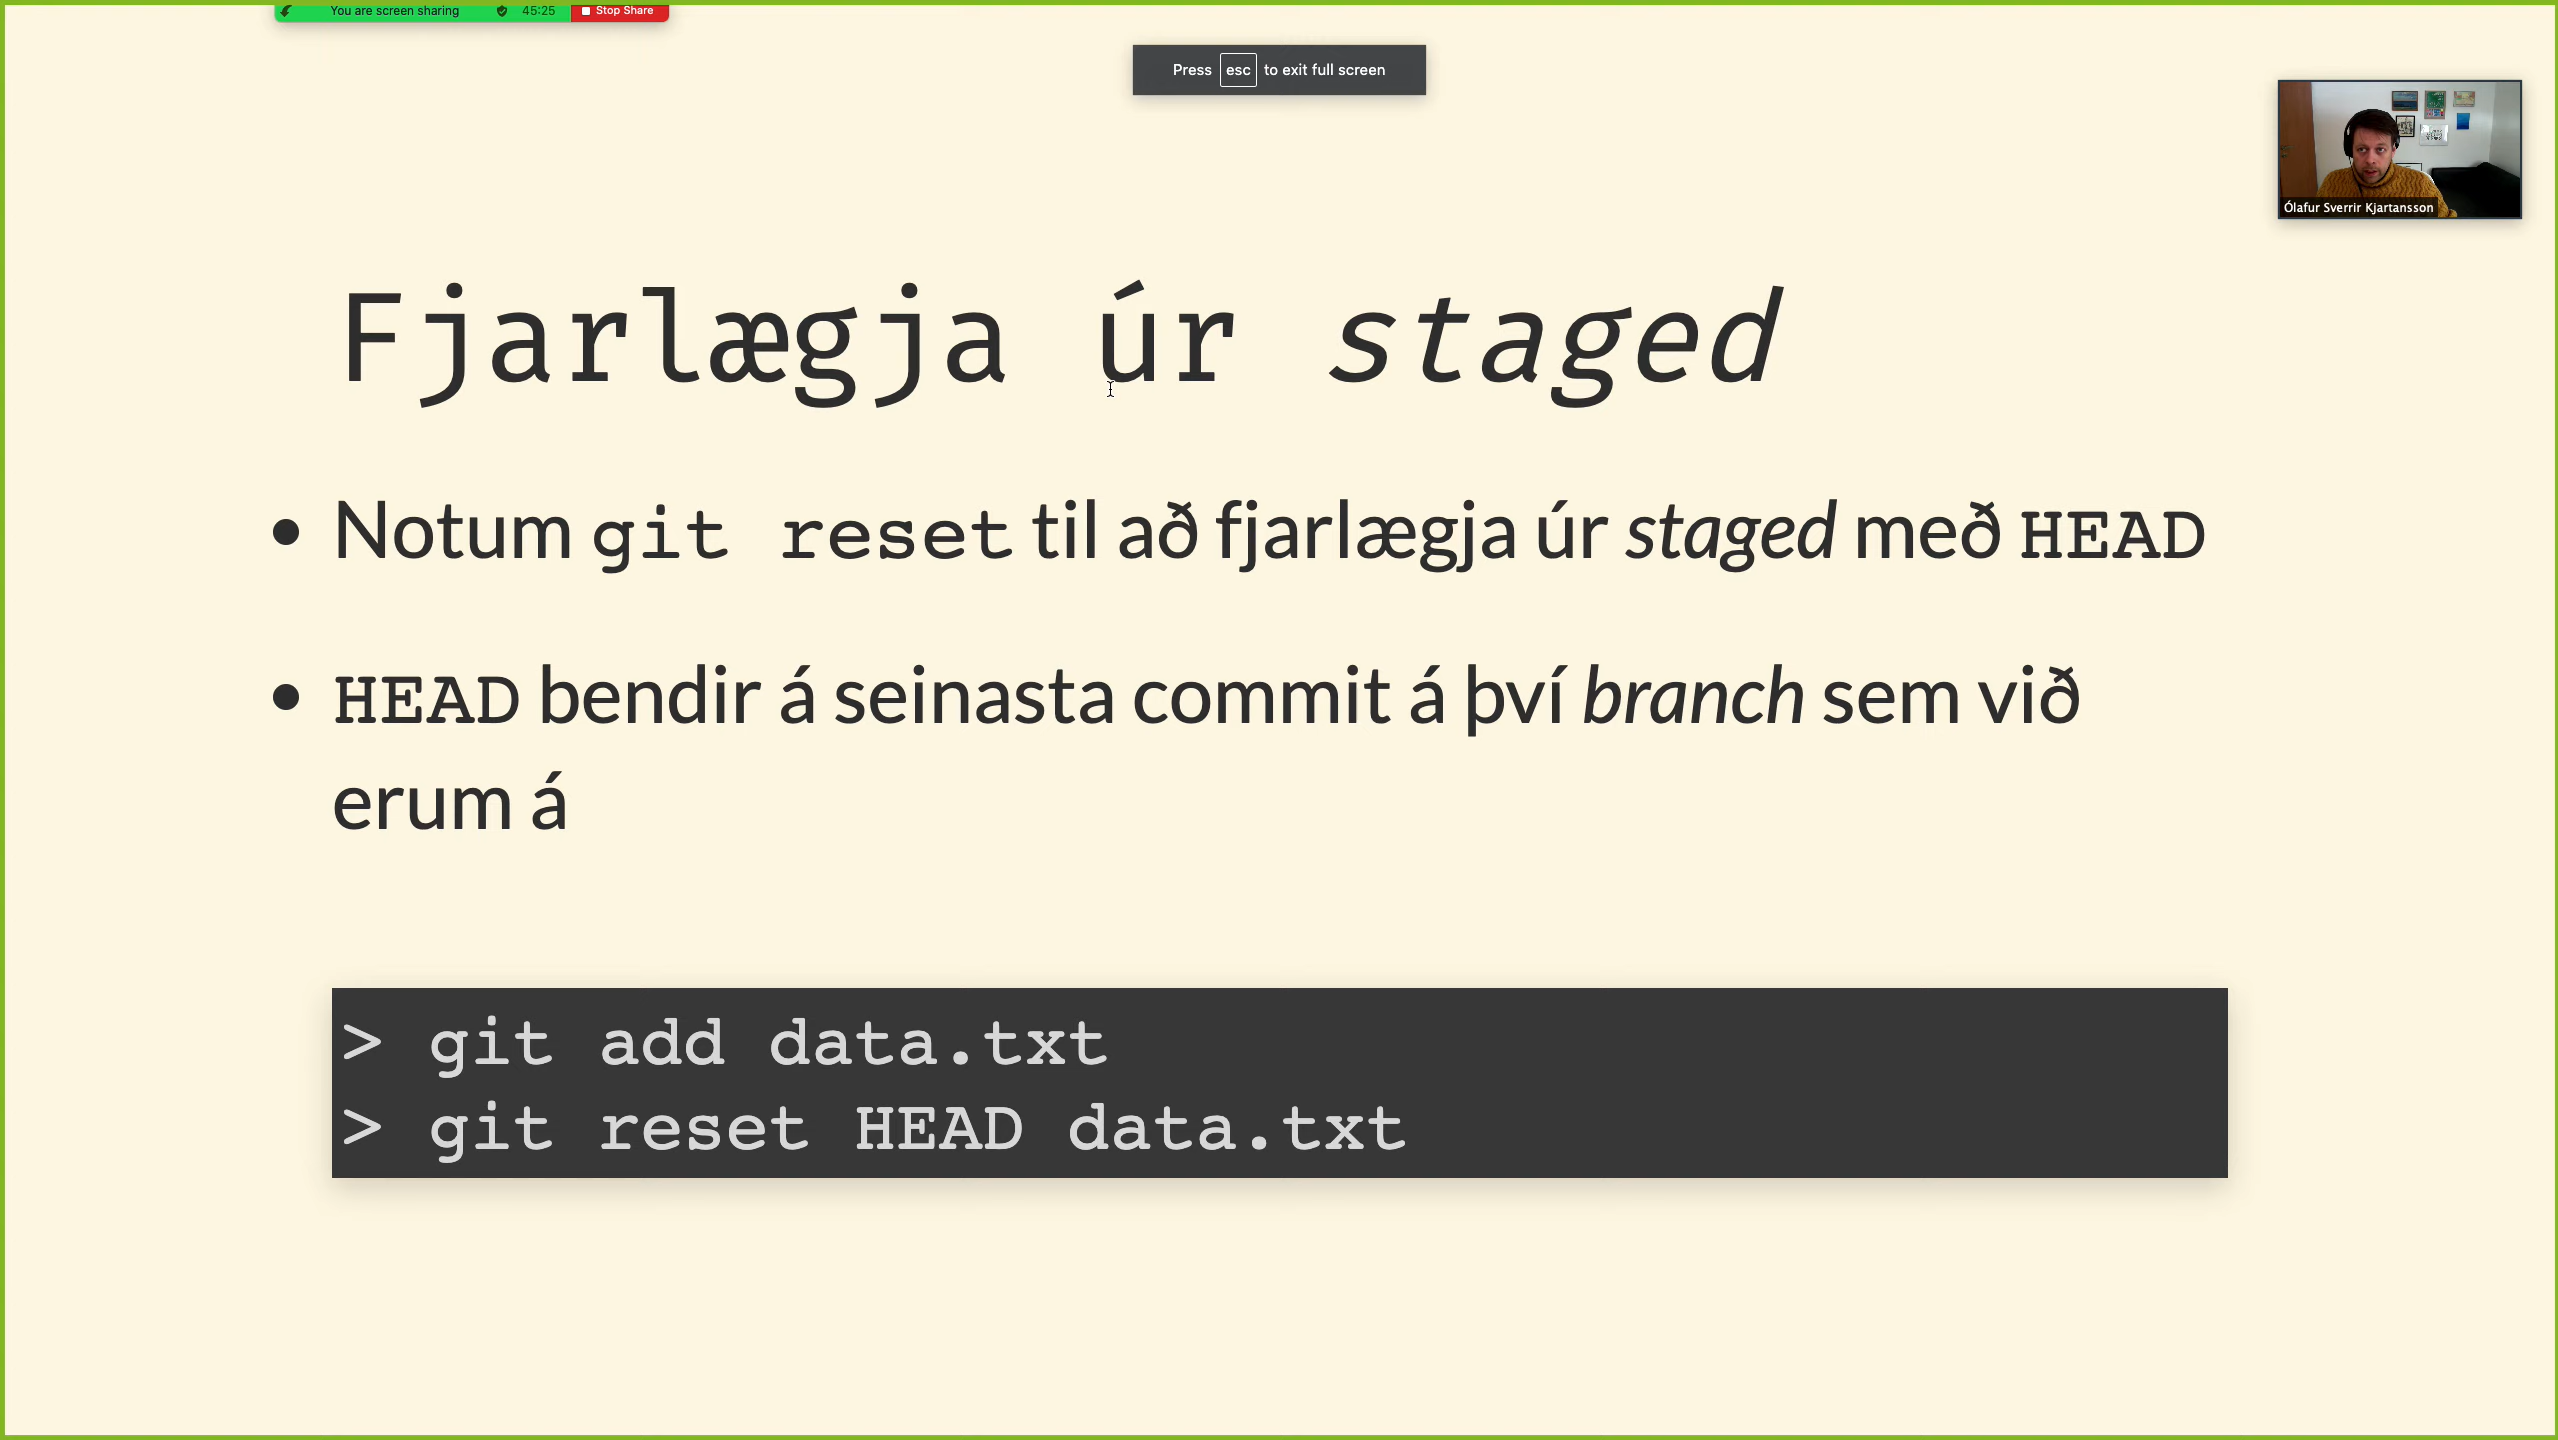 You are screen sharing 45:25 Stop Share
Press esc to exit full screen
Ólafur Sverrir Kjartansson
Fjarlægja úr staged
• Notum git reset til að fjarlægja úr staged með HEAD
• HEAD bendir á seinasta commit á því branch sem við
erum á
> git add data.txt
> git reset HEAD data.txt